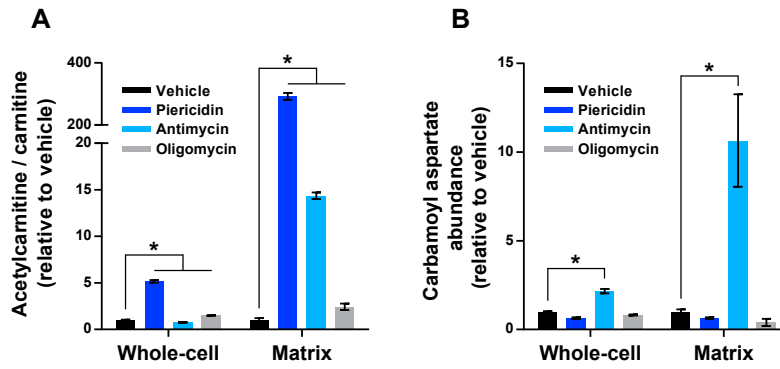 A
Acetylcarnitine / carnitine
(relative to vehicle)
400
200
20
15
10
5
0
Vehicle
Piericidin
Antimycin
Oligomycin
*
*
Whole-cell
Matrix
B
Carbamoyl aspartate
abundance
(relative to vehicle)
15
10
5
0
Vehicle
Piericidin
Antimycin
Oligomycin
*
*
Whole-cell
Matrix